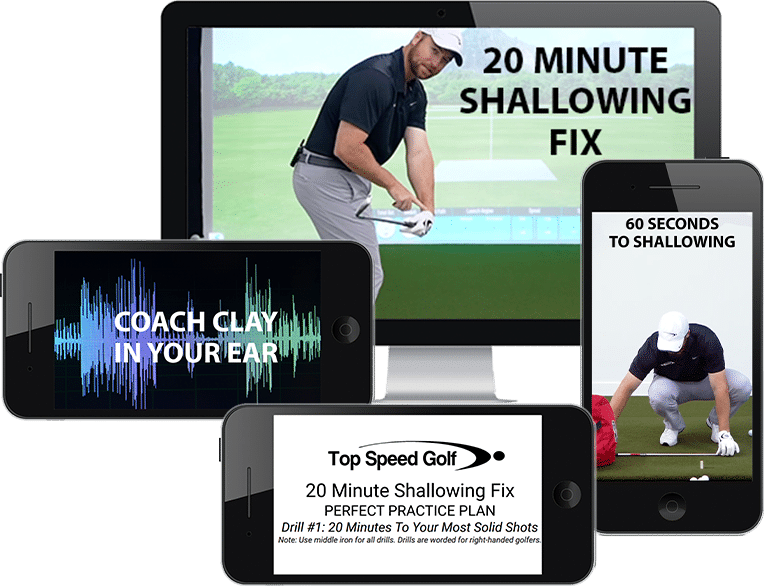 20 MINUTE
SHALLOWING
FIX
60 SECONDS
TO SHALLOWING
COACH CLAY
IN YOUR EAR
Top Speed Golf
20 Minute Shallowing Fix
PERFECT PRACTICE PLAN
Drill #1: 20 Minutes To Your Most Solid Shots
Note: Use middle iron for all drills. Drills are worded for right-handed golfers.